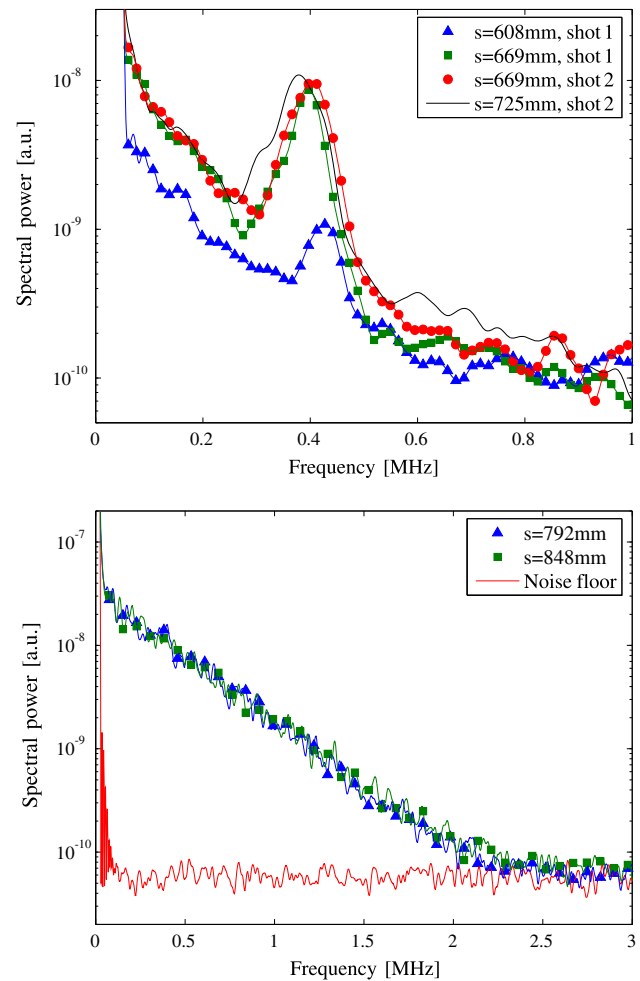 s=608mm, shot 1
s=669mm, shot 1
s=669mm, shot 2
s=725mm, shot 2
10^-8
10^-9
10^-10
Spectral power [a.u.]
0 0.2 0.4 0.6 0.8 1
Frequency [MHz]
s=792mm
s=848mm
Noise floor
10^-7
10^-8
10^-9
10^-10
Spectral power [a.u.]
0 0.5 1 1.5 2 2.5 3
Frequency [MHz]